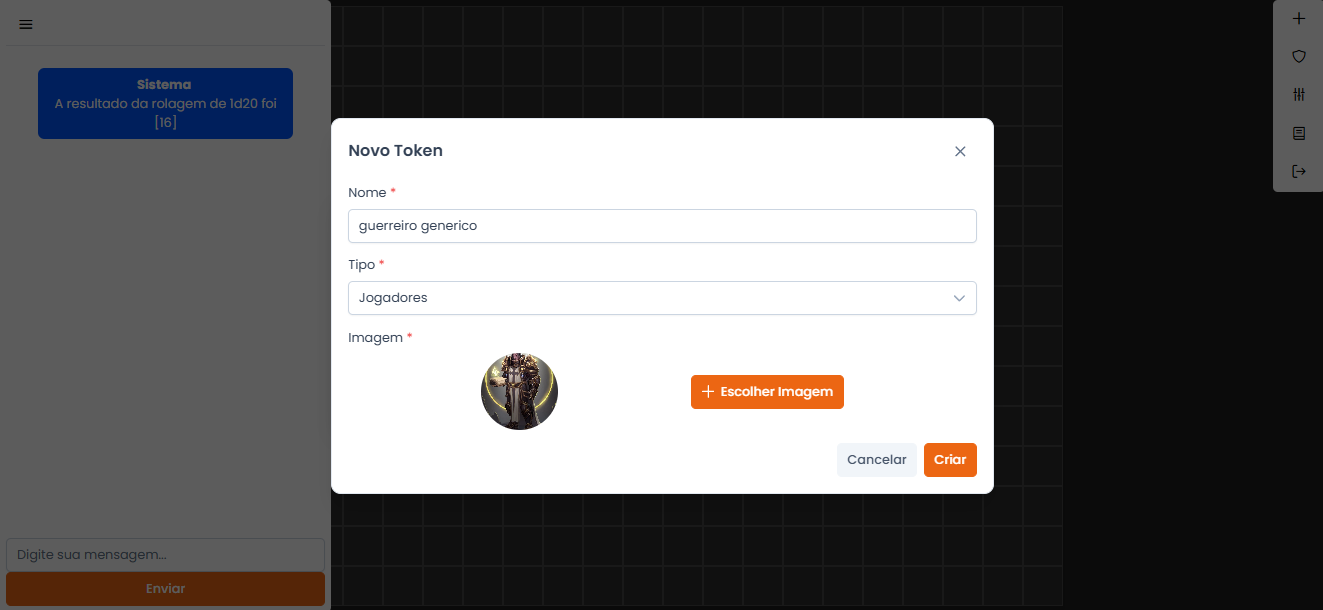 Sistema
A resultado da rolagem de 1d20 foi
[16]
Novo Token
Nome *
guerreiro generico
Tipo *
Jogadores
Imagem *
Escolher Imagem
Cancelar
Criar
Digite sua mensagem...
Enviar